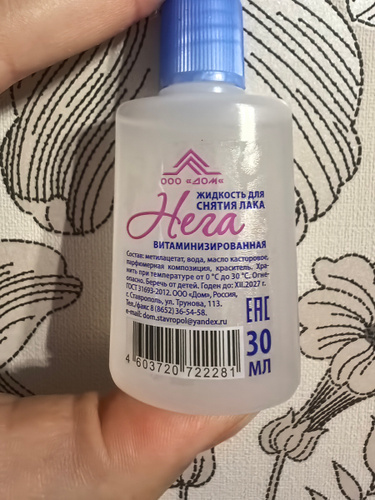 ООО «ДОМ«
ЖИДКОСТЬ ДЛЯ
СНЯТИЯ ЛАКА
Нега
ВИТАМИНИЗИРОВАННАЯ
Состав: метилацетат, вода, масло касторовое,
парфюмерная композиция, краситель. Хра-
нить при температуре от 0 °С до 30 °С. Огне-
опасно. Беречь от детей. Годен до: XII.2027 г.
ГОСТ 31693-2012. ООО «Дом», Россия,
г. Ставрополь, ул. Трунова, 113.
Тел./факс 8 (8652) 36-54-58.
e-mail: dom.stavropol@yandex.ru
EAC
30
МЛ
4 603720 722281